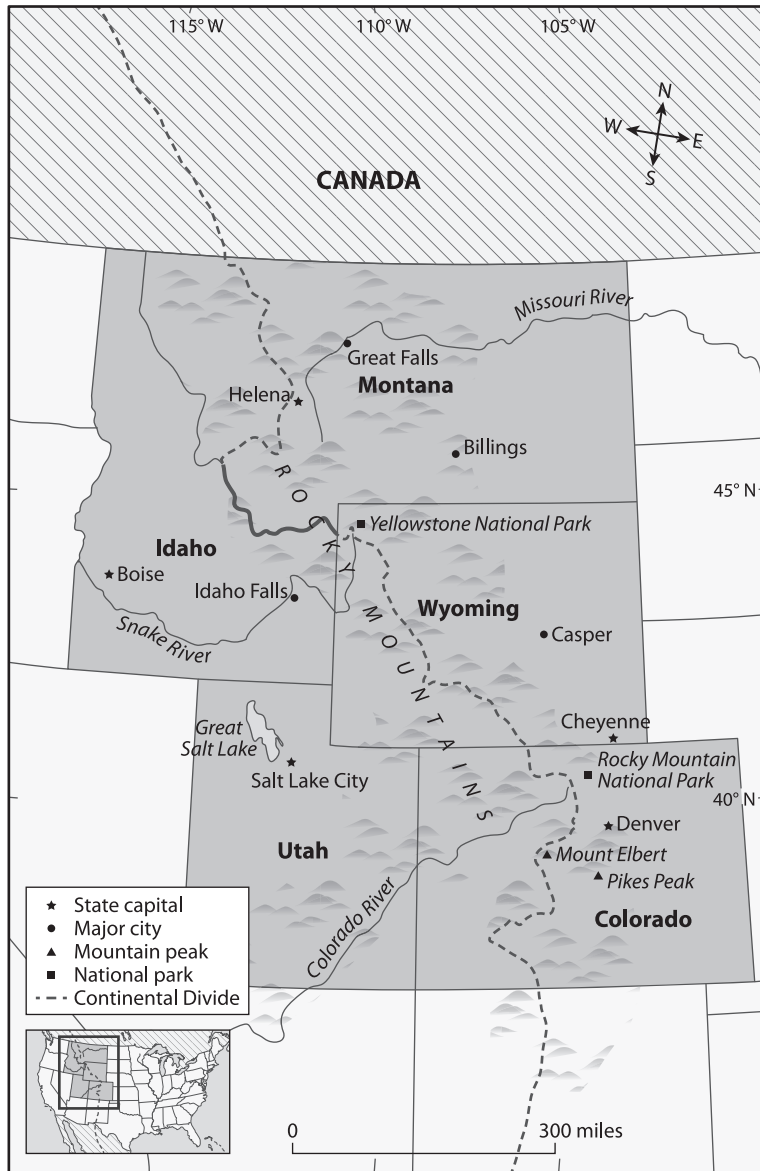 115° W
110° W
105° W
N
W
E
S
CANADA
Missouri River
Great Falls
Montana
Helena
Billings
ROCKY MOUNTAINS
45° N
Yellowstone National Park
Idaho
Boise
Idaho Falls
Wyoming
Casper
Snake River
Cheyenne
Great
Salt Lake
Salt Lake City
Rocky Mountain
National Park
40° N
Denver
Utah
Mount Elbert
Pikes Peak
Colorado River
Colorado
State capital
Major city
Mountain peak
National park
Continental Divide
0
300 miles